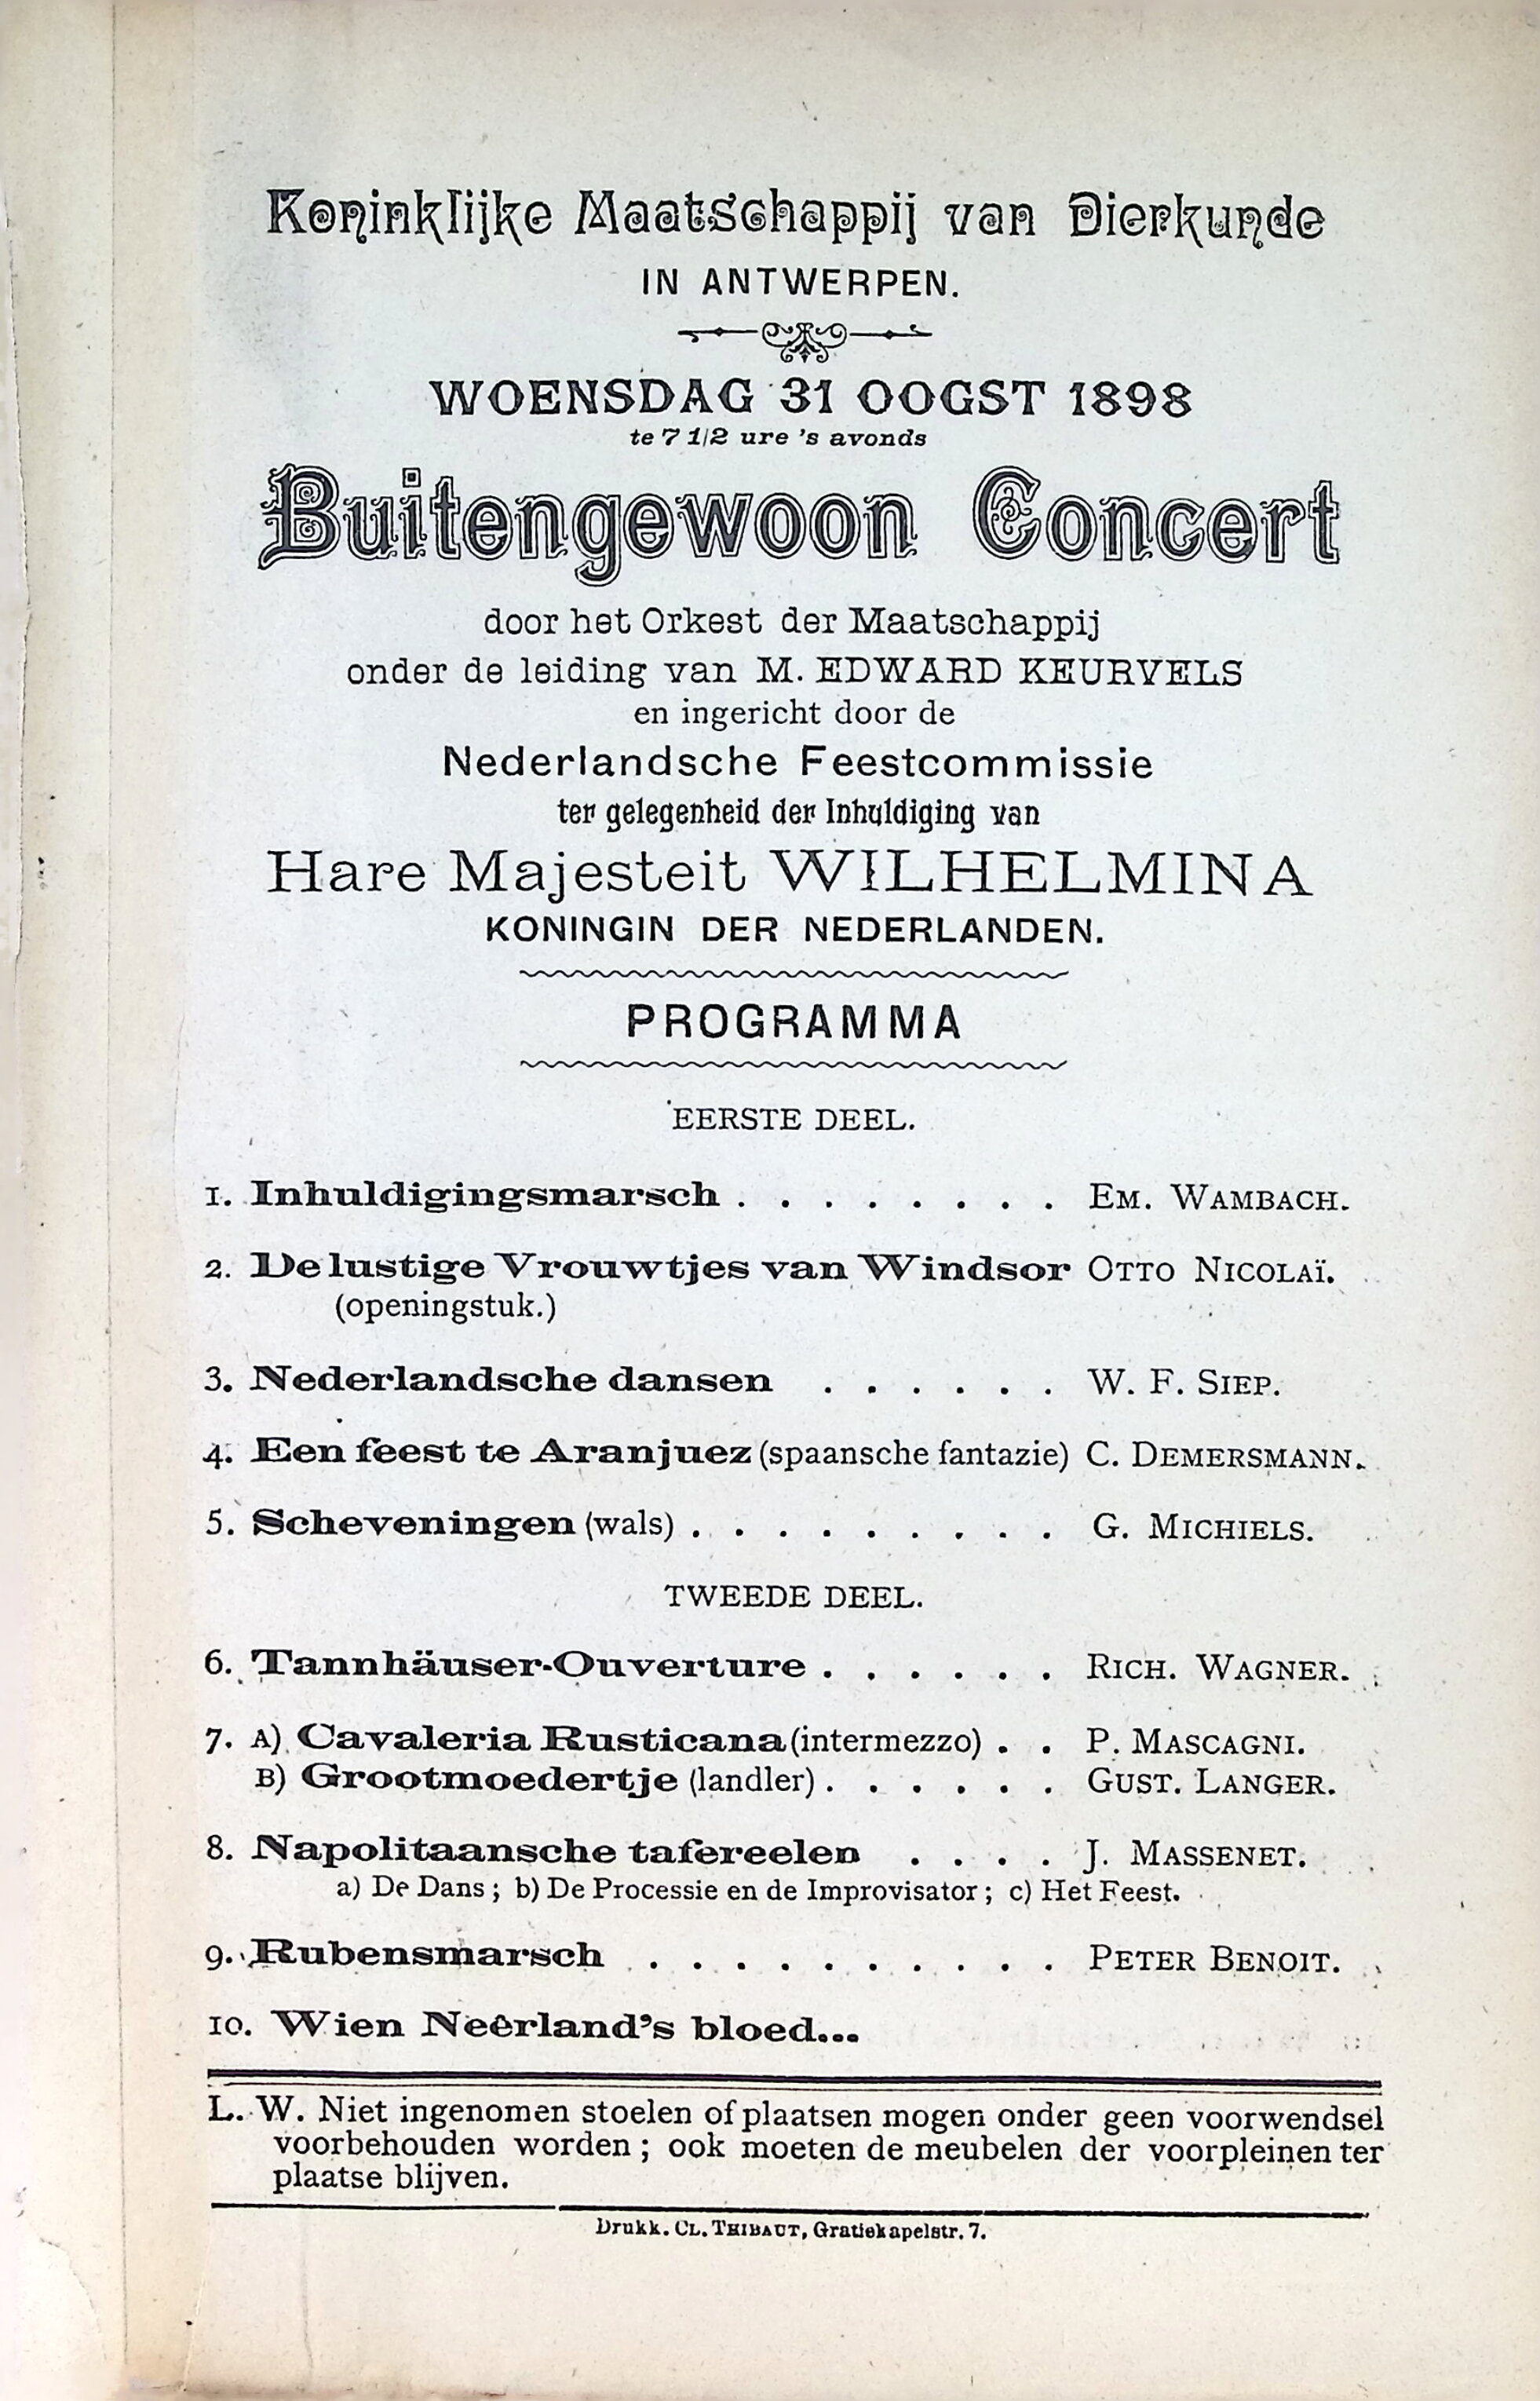 Koninklijke Maatschappij van Dierkunde
IN ANTWERPEN.
WOENSDAG 31 OOGST 1898
te 7 1/2 ure 's avonds
Buitengewoon Concert
door het Orkest der Maatschappij
onder de leiding van M. EDWARD KEURVELS
en ingericht door de
Nederlandsche Feestcommissie
ter gelegenheid der Inhuldiging van
Hare Majesteit WILHELMINA
KONINGIN DER NEDERLANDEN.
PROGRAMMA
EERSTE DEEL.
1. Inhuldigingsmarsch . . . . . . . . EM. WAMBACH.
2. De lustige Vrouwtjes van Windsor OTTO NICOLAÏ.
(openingstuk.)
3. Nederlandsche dansen . . . . . . W. F. SIEP.
4. Een feest te Aranjuez (spaansche fantazie) C. DEMERSMANN.
5. Scheveningen (wals) . . . . . . . . . G. MICHIELS.
TWEEDE DEEL.
6. Tannhäuser-Ouverture . . . . . . RICH. WAGNER.
7. A) Cavaleria Rusticana (intermezzo) . . P. MASCAGNI.
B) Grootmoedertje (landler) . . . . . . GUST. LANGER.
8. Napolitaansche tafereelen . . . . J. MASSENET.
a) De Dans ; b) De Processie en de Improvisator ; c) Het Feest.
9. Rubensmarsch . . . . . . . . . . PETER BENOIT.
10. Wien Neêrland's bloed...
L. W. Niet ingenomen stoelen of plaatsen mogen onder geen voorwendsel
voorbehouden worden ; ook moeten de meubelen der voorpleinen ter
plaatse blijven.
Drukk. CL. THIBAUT, Gratiekapelstr. 7.